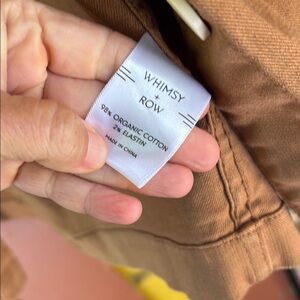 WHIMSY
+
ROW
98% ORGANIC COTTON
2% ELASTIN
MADE IN CHINA